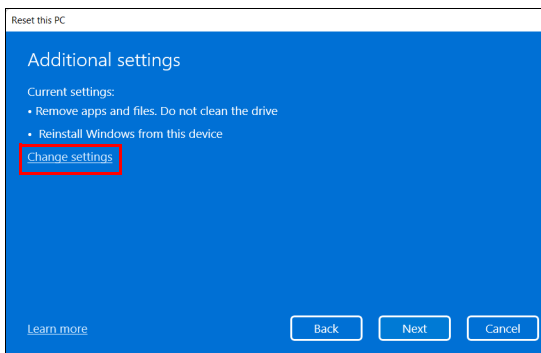 Reset this PC
Additional settings
Current settings:
• Remove apps and files. Do not clean the drive
• Reinstall Windows from this device
Change settings
Learn more
Back
Next
Cancel